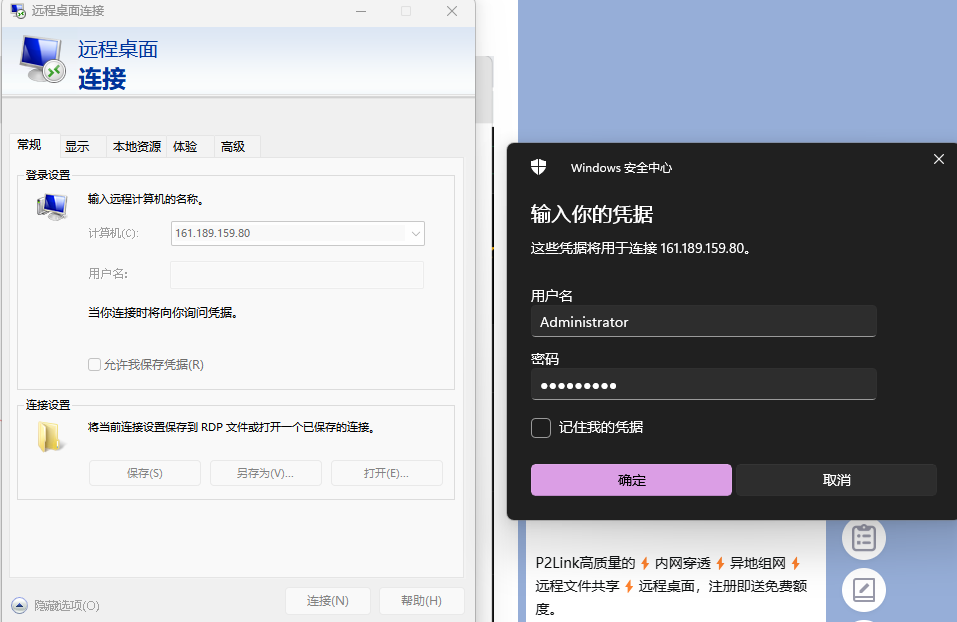 远程桌面连接
远程桌面
连接
常规
显示
本地资源
体验
高级
登录设置
输入远程计算机的名称。
计算机(C):
161.189.159.80
用户名:
当你连接时将向你询问凭据。
允许我保存凭据(R)
连接设置
将当前连接设置保存到 RDP 文件或打开一个已保存的连接。
保存(S)
另存为(V)...
打开(E)...
隐藏选项(O)
连接(N)
帮助(H)
Windows 安全中心
输入你的凭据
这些凭据将用于连接 161.189.159.80。
用户名
Administrator
密码
记住我的凭据
确定
取消
P2Link高质量的 内网穿透 异地组网
远程文件共享 远程桌面，注册即送免费额
度。